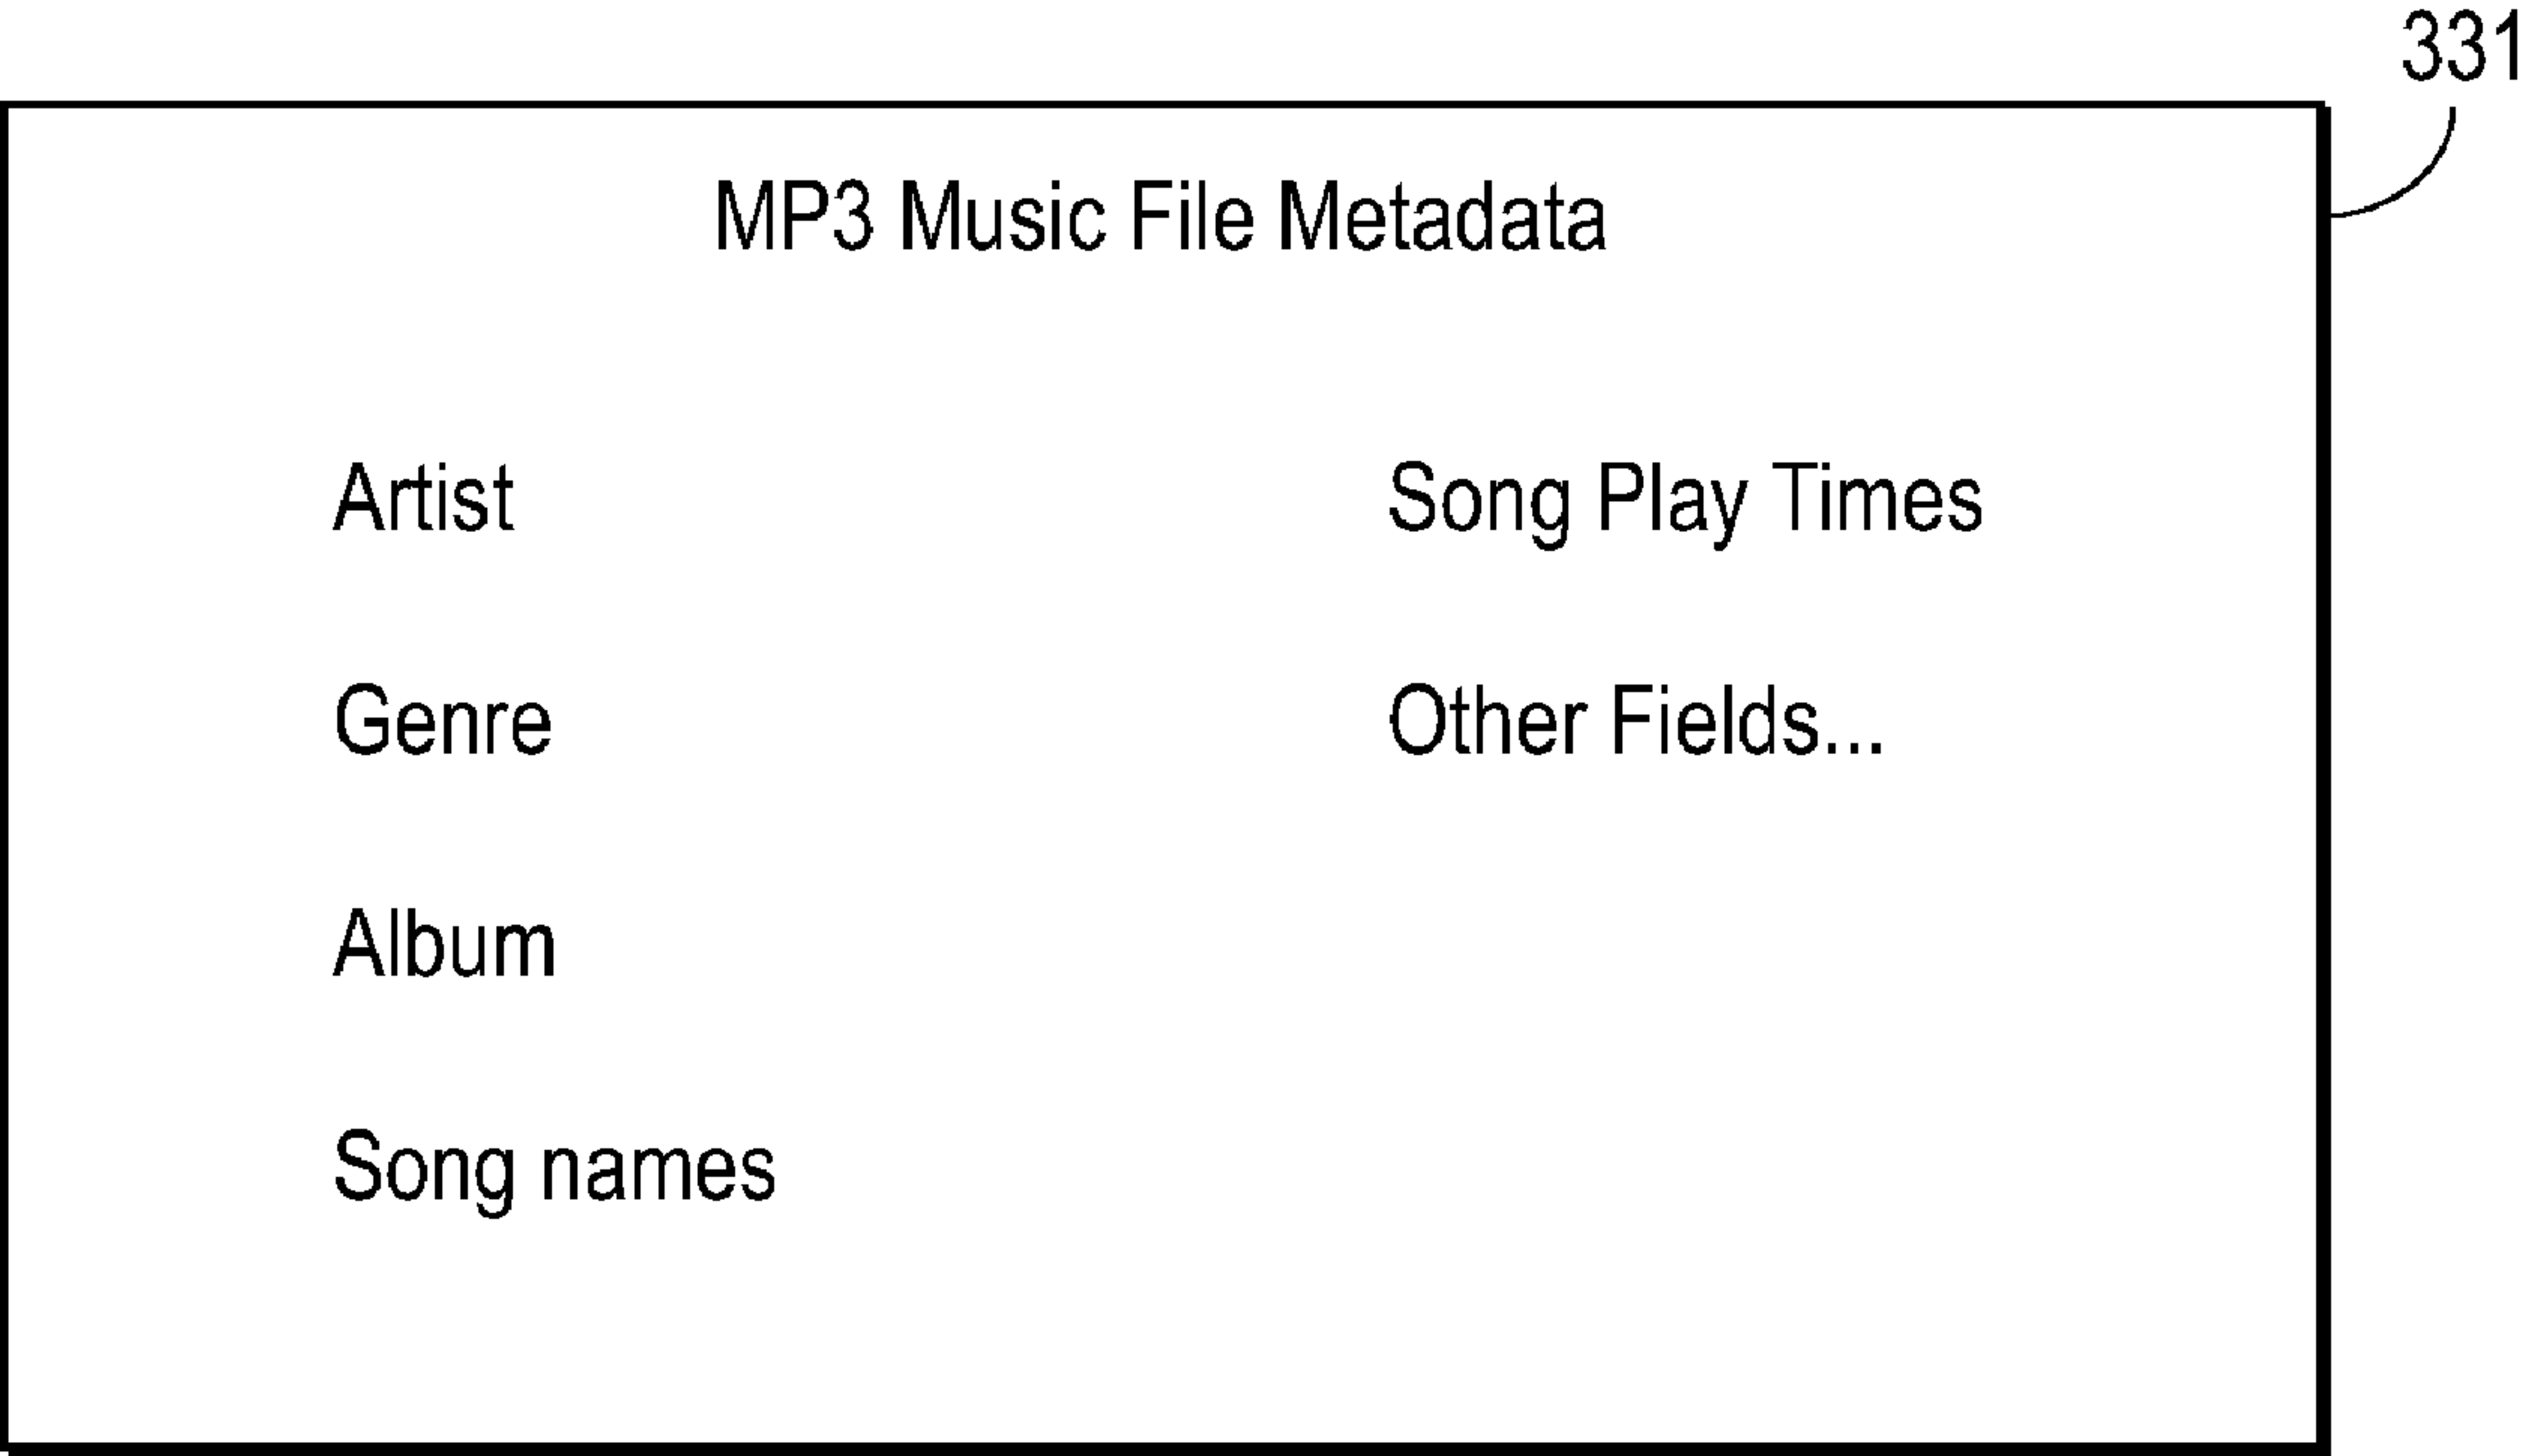 331
MP3 Music File Metadata
Artist
Genre
Album
Song names
Song Play Times
Other Fields...